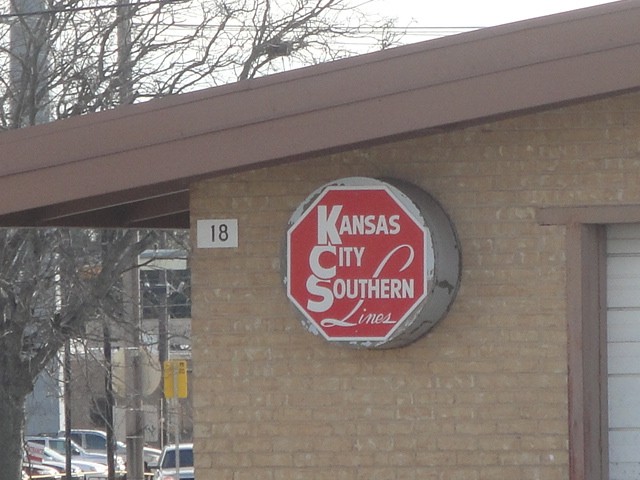 18
KANSAS
CITY
SOUTHERN
Lines